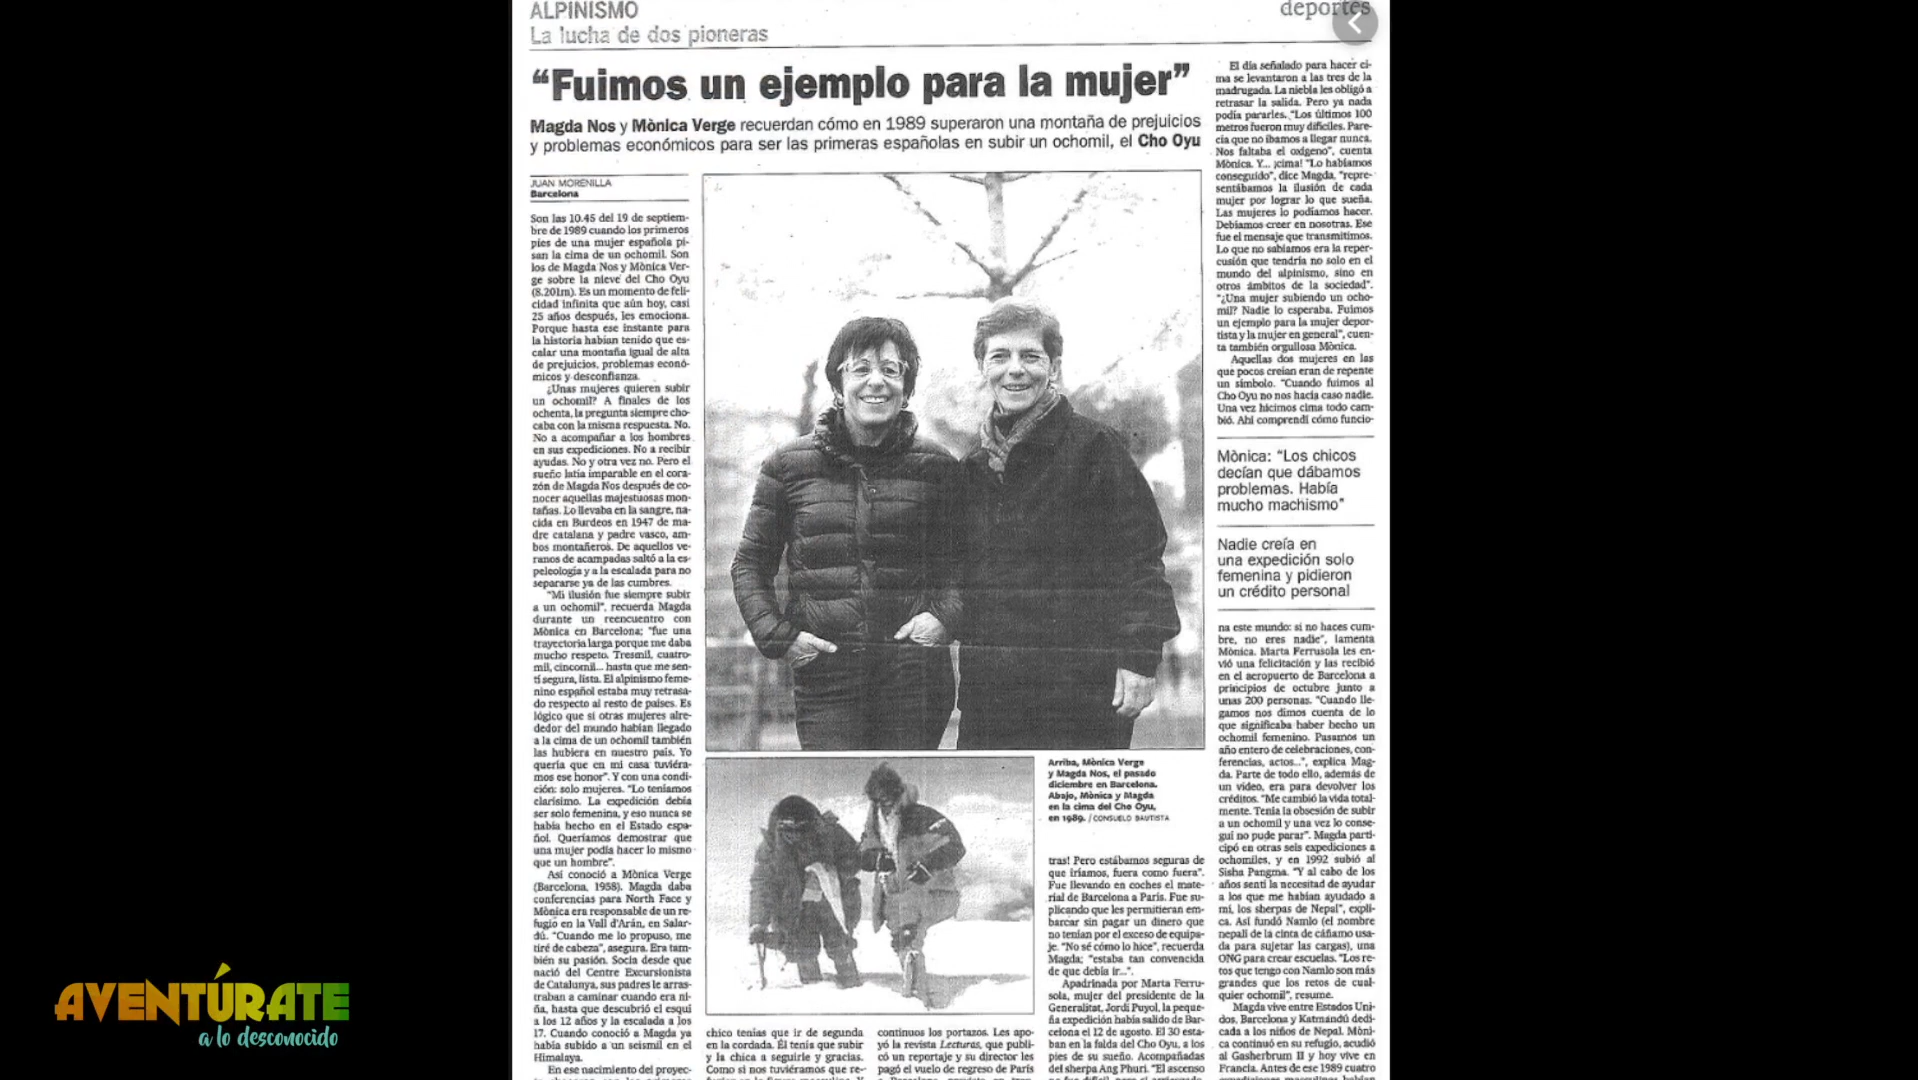 ALPINISMO
deportes
La lucha de dos pioneras
“Fuimos un ejemplo para la mujer”
Magda Nos y Mònica Verge recuerdan cómo en 1989 superaron una montaña de prejuicios
y problemas económicos para ser las primeras españolas en subir un ochomil, el Cho Oyu
JUAN MORENILLA
Barcelona
Son las 10.45 del 19 de septiem-
bre de 1989 cuando los primeros
pies de una mujer española pi-
san la cima de un ochomil. Son
los de Magda Nos y Mònica Ver-
ge sobre la nieve del Cho Oyu
(8.201m). Es un momento de feli-
cidad infinita que aún hoy, casi
25 años después, les emociona.
Porque hasta ese instante para
la historia habían tenido que es-
calar una montaña igual de alta
de prejuicios, problemas econó-
micos y desconfianza.
¿Unas mujeres quieren subir
un ochomil? A finales de los
ochenta, la pregunta siempre cho-
caba con la misma respuesta. No.
No a acompañar a los hombres
en sus expediciones. No a recibir
ayudas. No y otra vez no. Pero el
sueño latía imparable en el cora-
zón de Magda Nos después de co-
nocer aquellas majestuosas mon-
tañas. Lo llevaba en la sangre, na-
cida en Burdeos en 1947 de ma-
dre catalana y padre vasco, am-
bos montañeros. De aquellos ve-
ranos de acampadas saltó a la es-
peleología y a la escalada para no
separarse ya de las cumbres.
“Mi ilusión fue siempre subir
a un ochomil”, recuerda Magda
durante un reencuentro con
Mònica en Barcelona; “fue una
trayectoria larga porque me daba
mucho respeto. Tresmil, cuatro-
mil, cincomil... hasta que me sen-
tí segura, lista. El alpinismo feme-
nino español estaba muy retrasa-
do respecto al resto de países. Es
lógico que si otras mujeres alre-
dedor del mundo habían llegado
a la cima de un ochomil también
las hubiera en nuestro país. Yo
quería que en mi casa tuviéra-
mos ese honor”. Y con una condi-
ción: solo mujeres. “Lo teníamos
clarísimo. La expedición debía
ser solo femenina, y eso nunca se
había hecho en el Estado espa-
ñol. Queríamos demostrar que
una mujer podía hacer lo mismo
que un hombre”.
Así conoció a Mònica Verge
(Barcelona, 1958). Magda daba
conferencias para North Face y
Mònica era responsable de un re-
fugio en la Vall d'Arán, en Salar-
dú. “Cuando me lo propuso, me
tiré de cabeza”, asegura. Era tam-
bién su pasión. Socia desde que
nació del Centre Excursionista
de Catalunya, sus padres le arras-
traban a caminar cuando era ni-
ña, hasta que descubrió el esquí
a los 12 años y la escalada a los
17. Cuando conoció a Magda ya
había subido a un seismil en el
Himalaya.
En ese nacimiento del proyec-
Arriba, Mònica Verge
y Magda Nos, el pasado
diciembre en Barcelona.
Abajo, Mònica y Magda
en la cima del Cho Oyu,
en 1989. / CONSUELO BAUTISTA
chico tenías que ir de segunda
en la cordada. Él tenía que subir
y la chica a seguirle y gracias.
Como si nos tuviéramos que re-
continuos los portazos. Les apo-
yó la revista Lecturas, que publi-
có un reportaje y su director les
pagó el vuelo de regreso de París
tras! Pero estábamos seguras de
que iríamos, fuera como fuera”.
Fue llevando en coches el mate-
rial de Barcelona a París. Fue su-
plicando que les permitieran em-
barcar sin pagar un dinero que
no tenían por el exceso de equipa-
je. “No sé cómo lo hice”, recuerda
Magda; “estaba tan convencida
de que debía ir...”.
Apadrinada por Marta Ferru-
sola, mujer del presidente de la
Generalitat, Jordi Pujol, la peque-
ña expedición había salido de Bar-
celona el 12 de agosto. El 30 esta-
ban en la falda del Cho Oyu, a los
pies de su sueño. Acompañadas
del sherpa Ang Phuri. “El ascenso
El día señalado para hacer ci-
ma se levantaron a las tres de la
madrugada. La niebla les obligó a
retrasar la salida. Pero ya nada
podía pararles. “Los últimos 100
metros fueron muy difíciles. Pare-
cía que no íbamos a llegar nunca.
Nos faltaba el oxígeno”, cuenta
Mònica. Y... ¡cima! “Lo habíamos
conseguido”, dice Magda, “repre-
sentábamos la ilusión de cada
mujer por lograr lo que sueña.
Las mujeres lo podíamos hacer.
Debíamos creer en nosotras. Ese
fue el mensaje que transmitimos.
Lo que no sabíamos era la reper-
cusión que tendría no solo en el
mundo del alpinismo, sino en
otros ámbitos de la sociedad”.
“¿Una mujer subiendo un ocho-
mil? Nadie lo esperaba. Fuimos
un ejemplo para la mujer depor-
tista y la mujer en general”, cuen-
ta también orgullosa Mònica.
Aquellas dos mujeres en las
que pocos creían eran de repente
un símbolo. “Cuando fuimos al
Cho Oyu no nos hacía caso nadie.
Una vez hicimos cima todo cam-
bió. Ahí comprendí cómo funcio-
Mònica: “Los chicos
decían que dábamos
problemas. Había
mucho machismo”
Nadie creía en
una expedición solo
femenina y pidieron
un crédito personal
na este mundo: si no haces cum-
bre, no eres nadie”, lamenta
Mònica. Marta Ferrusola les en-
vió una felicitación y las recibió
en el aeropuerto de Barcelona a
principios de octubre junto a
unas 200 personas. “Cuando lle-
gamos nos dimos cuenta de lo
que significaba haber hecho un
ochomil femenino. Pasamos un
año entero de celebraciones, con-
ferencias, actos...”, explica Mag-
da. Parte de todo ello, además de
un vídeo, era para devolver los
créditos. “Me cambió la vida total-
mente. Tenía la obsesión de subir
a un ochomil y una vez lo conse-
guí no pude parar”. Magda parti-
cipó en otras seis expediciones a
ochomiles, y en 1992 subió al
Sisha Pangma. “Y al cabo de los
años sentí la necesitad de ayudar
a los que me habían ayudado a
mí, los sherpas de Nepal”, expli-
ca. Así fundó Namlo (el nombre
nepalí de la cinta de cáñamo usa-
da para sujetar las cargas), una
ONG para crear escuelas. “Los re-
tos que tengo con Namlo son más
grandes que los retos de cual-
quier ochomil”, resume.
Magda vive entre Estados Uni-
dos, Barcelona y Katmandú dedi-
cada a los niños de Nepal. Mòni-
ca continuó en su refugio, acudió
al Gasherbrum II y hoy vive en
Francia. Antes de ese 1989 cuatro
AVENTÚRATE
a lo desconocido